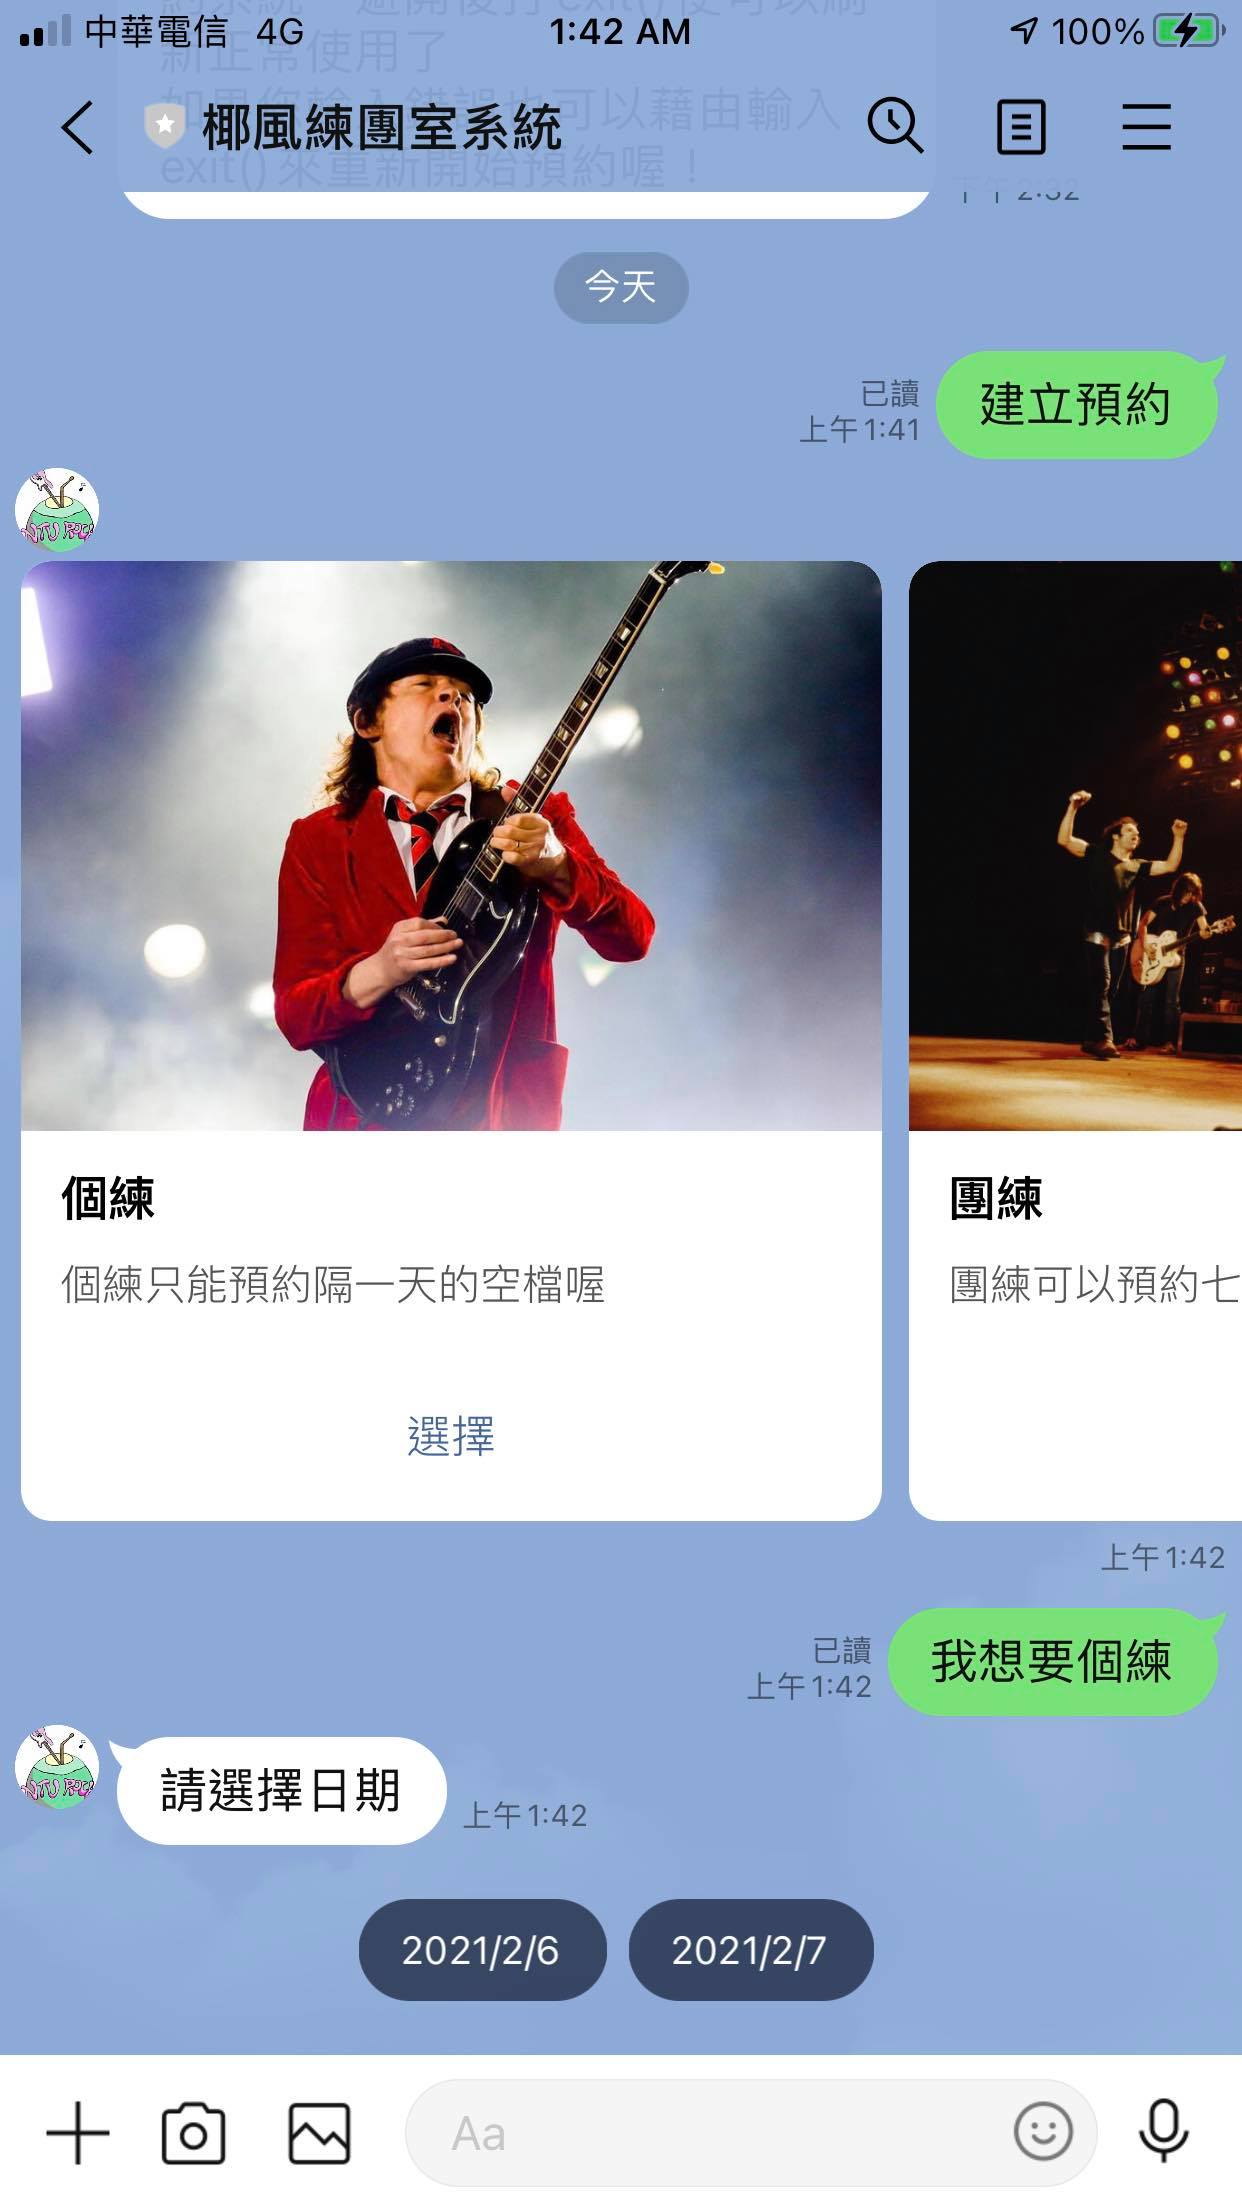 中華電信 4G 1:42 AM 100%
新正常使用了
如果您輸入錯誤也可以藉由輸入
椰風練團室系統
exit() 來重新開始預約喔！
下午 2:32
今天
建立預約
已讀
上午 1:41
個練
個練只能預約隔一天的空檔喔
選擇
團練
團練可以預約七
上午 1:42
我想要個練
已讀
上午 1:42
請選擇日期
上午 1:42
2021/2/6 2021/2/7
Aa